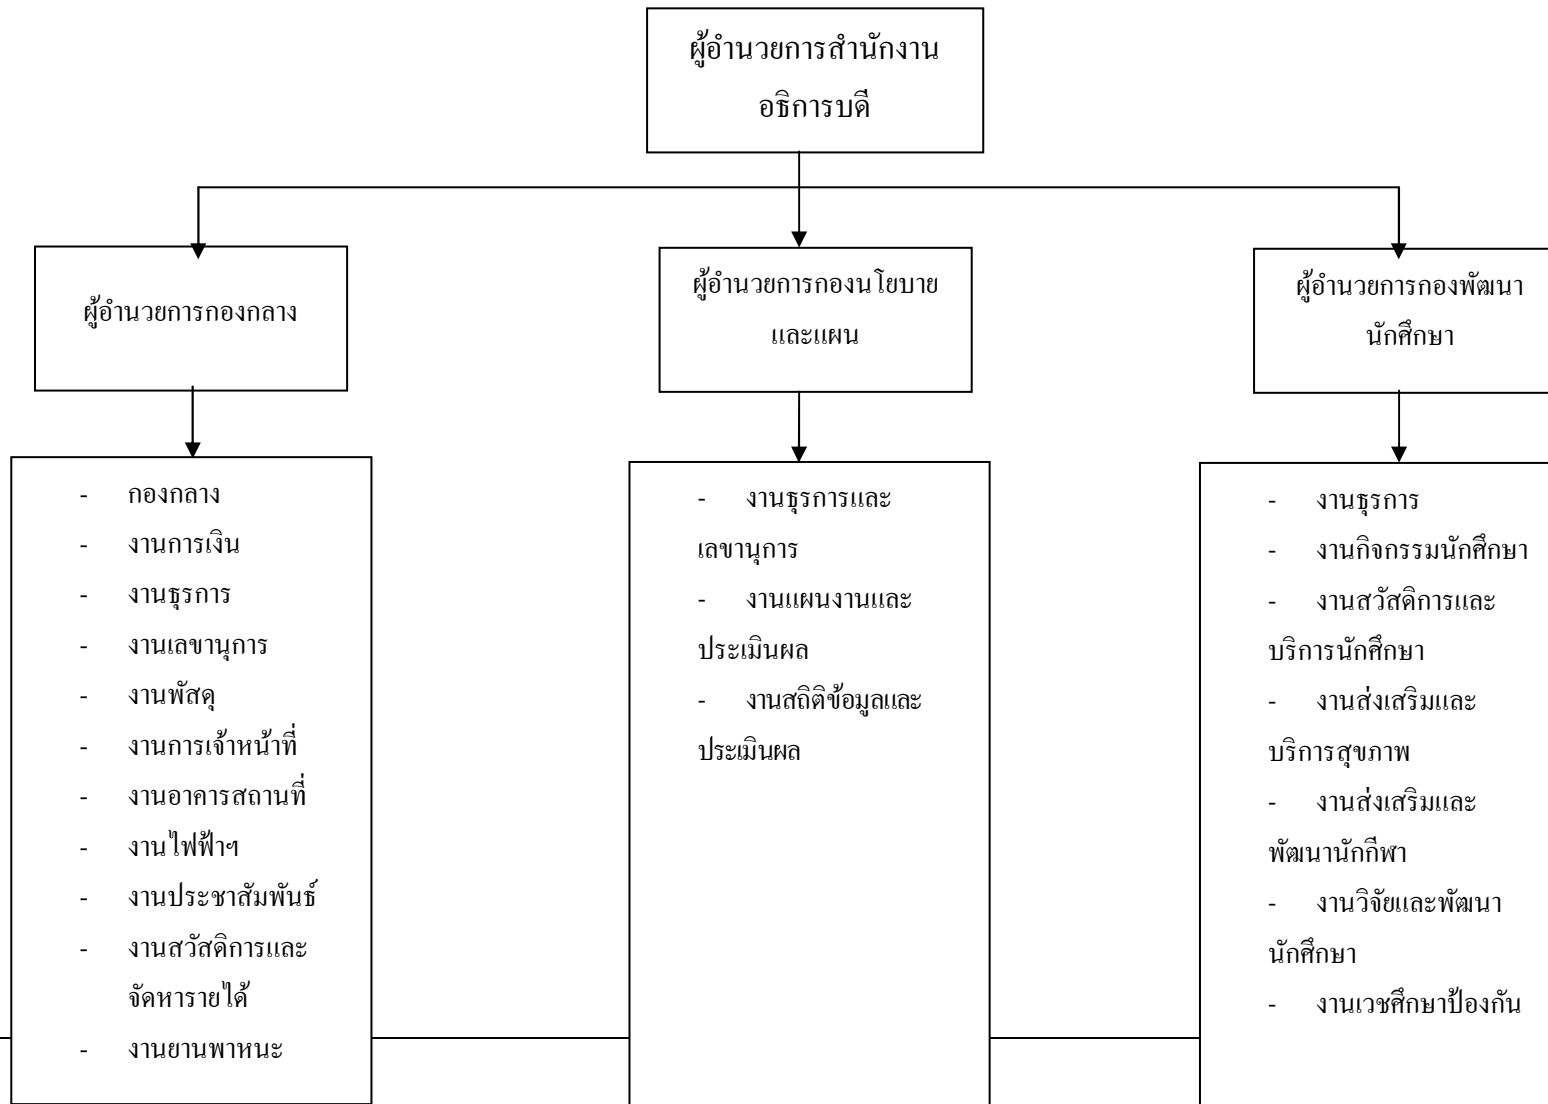 ผู้อำนวยการสำนักงาน
อธิการบดี
ผู้อำนวยการกองกลาง
ผู้อำนวยการกองนโยบาย
และแผน
ผู้อำนวยการกองพัฒนา
นักศึกษา
- กองกลาง
- งานการเงิน
- งานธุรการ
- งานเลขานุการ
- งานพัสดุ
- งานการเจ้าหน้าที่
- งานอาคารสถานที่
- งานไฟฟ้าฯ
- งานประชาสัมพันธ์
- งานสวัสดิการและ
จัดหารายได้
- งานยานพาหนะ
- งานธุรการและ
เลขานุการ
- งานแผนงานและ
ประเมินผล
- งานสถิติข้อมูลและ
ประเมินผล
- งานธุรการ
- งานกิจกรรมนักศึกษา
- งานสวัสดิการและ
บริการนักศึกษา
- งานส่งเสริมและ
บริการสุขภาพ
- งานส่งเสริมและ
พัฒนานักกีฬา
- งานวิจัยและพัฒนา
นักศึกษา
- งานเวชศึกษาป้องกัน